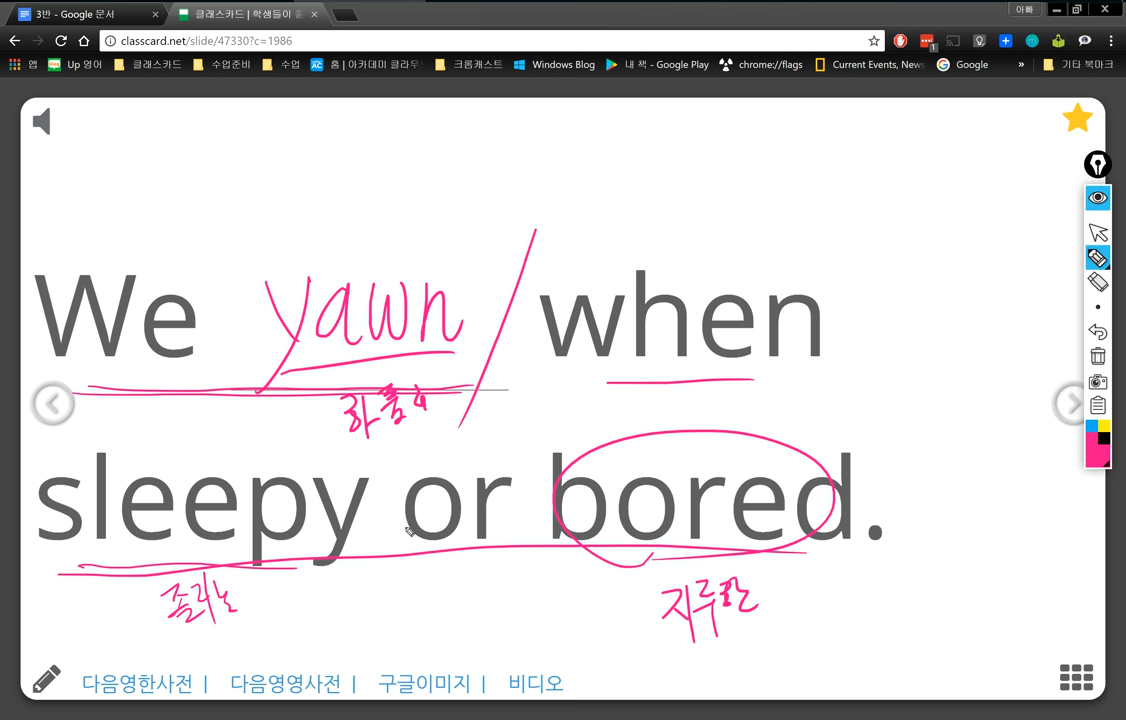 3반 - Google 문서
클래스카드 | 학생들이 좋
아빠
classcard.net/slide/47330?c=1986
1
앱 Up 영어 클래스카드 수업준비 수업 홈 | 아카데미 클라우 크롬캐스트 Windows Blog 내 책 - Google Play chrome://flags Current Events, New Google » 기타 북마크
We yawn / when
하품
sleepy or bored.
졸리는
지루한
다음영한사전 | 다음영영사전 | 구글이미지 | 비디오